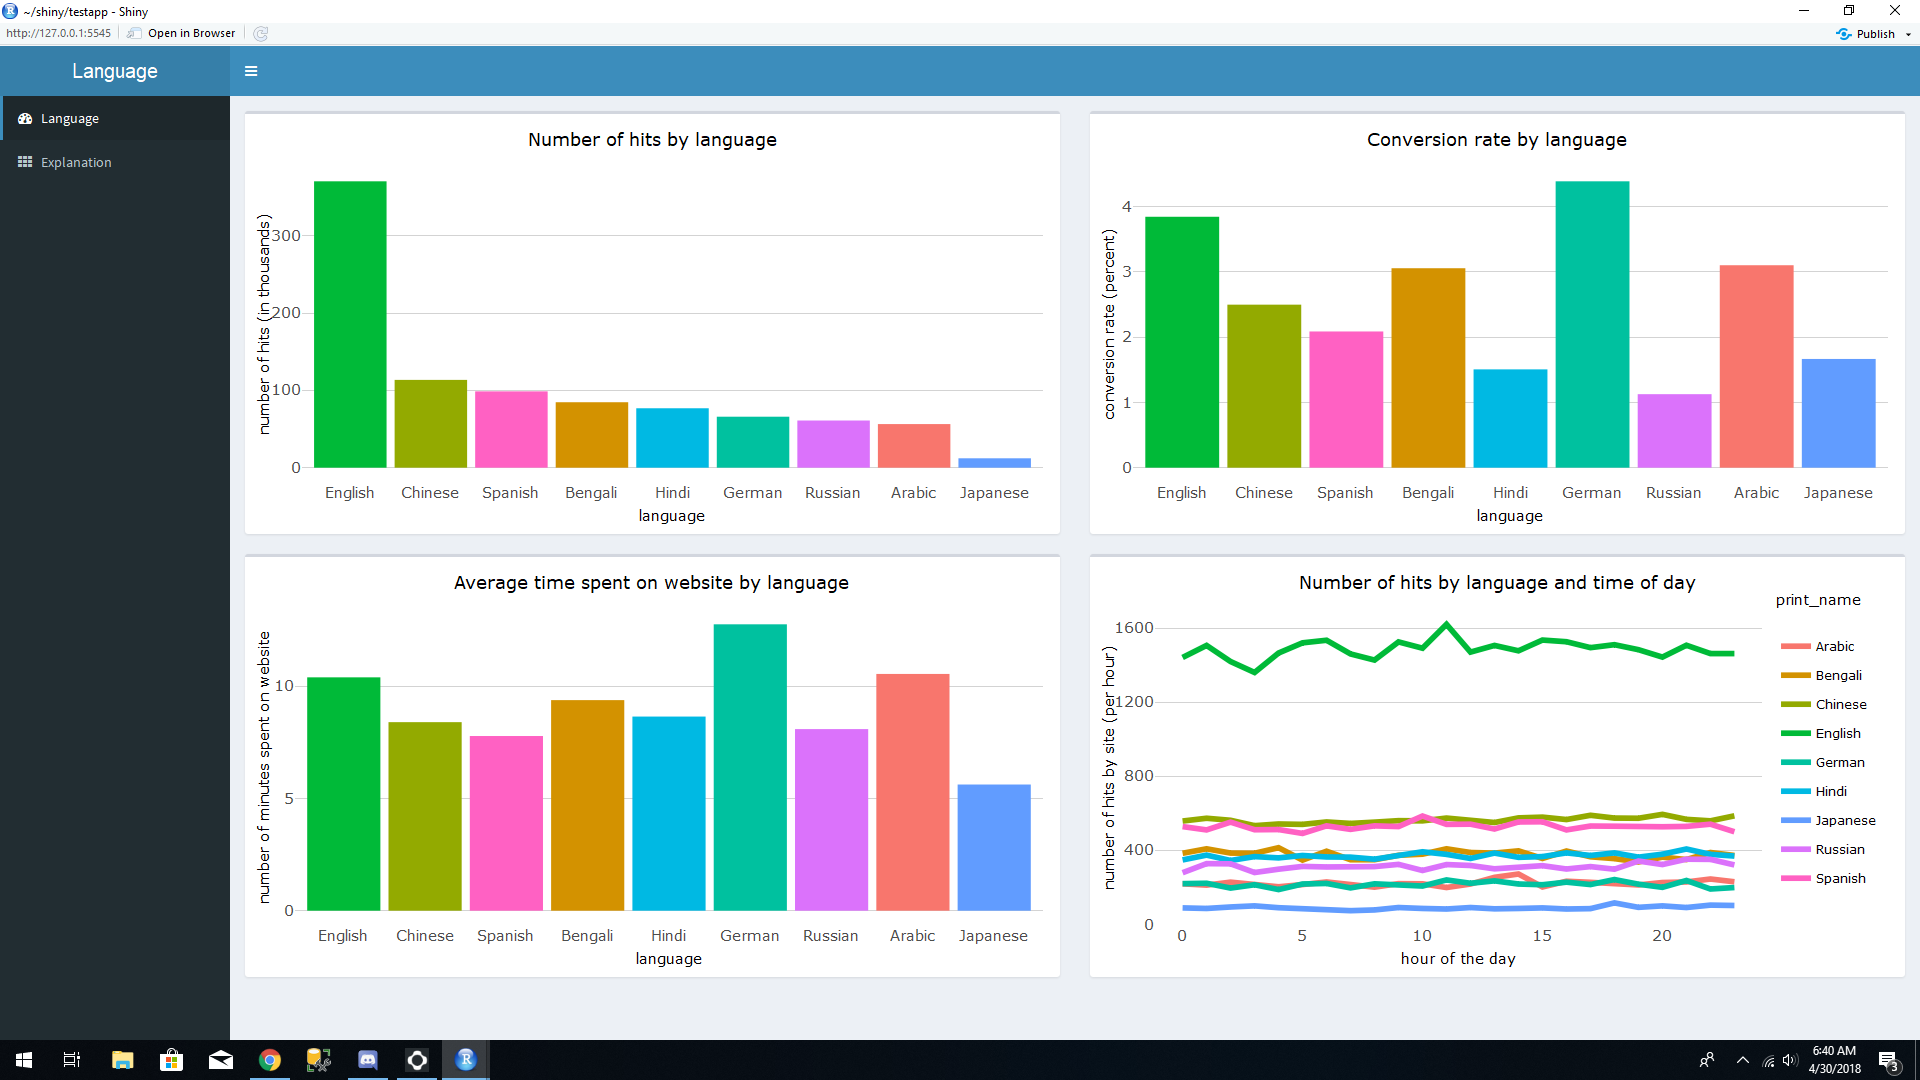 ~/shiny/testapp - Shiny
http://127.0.0.1:5545 Open in Browser Publish
Language
Language
Explanation
Number of hits by language
number of hits (in thousands)
300
200
100
0
English Chinese Spanish Bengali Hindi German Russian Arabic Japanese
language
Conversion rate by language
conversion rate (percent)
4
3
2
1
0
English Chinese Spanish Bengali Hindi German Russian Arabic Japanese
language
Average time spent on website by language
number of minutes spent on website
10
5
0
English Chinese Spanish Bengali Hindi German Russian Arabic Japanese
language
Number of hits by language and time of day
number of hits by site (per hour)
1600
1200
800
400
0
0 5 10 15 20
hour of the day
print_name
Arabic
Bengali
Chinese
English
German
Hindi
Japanese
Russian
Spanish
6:40 AM
4/30/2018
3